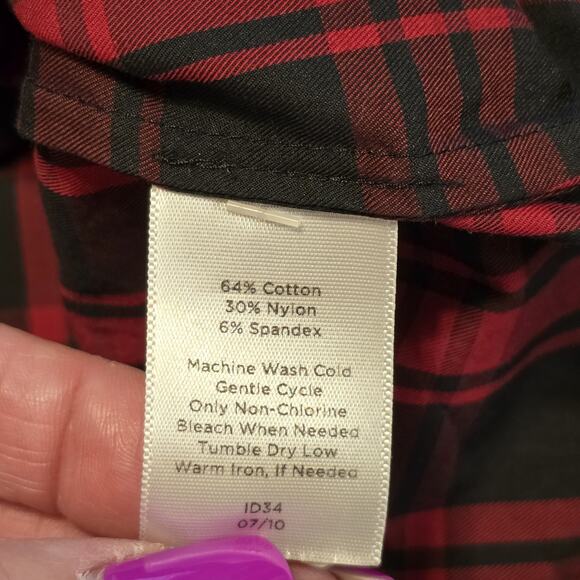 64% Cotton
30% Nylon
6% Spandex
Machine Wash Cold
Gentle Cycle
Only Non-Chlorine
Bleach When Needed
Tumble Dry Low
Warm Iron, If Needed
ID34
07/10